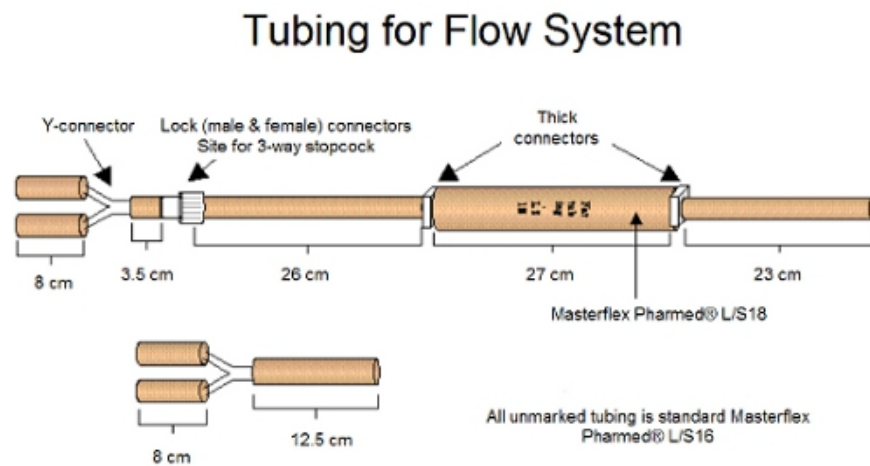 Tubing for Flow System
Y-connector
Lock (male & female) connectors
Site for 3-way stopcock
Thick
connectors
8 cm
3.5 cm
26 cm
27 cm
23 cm
Masterflex Pharmed® L/S18
8 cm
12.5 cm
All unmarked tubing is standard Masterflex
Pharmed® L/S16